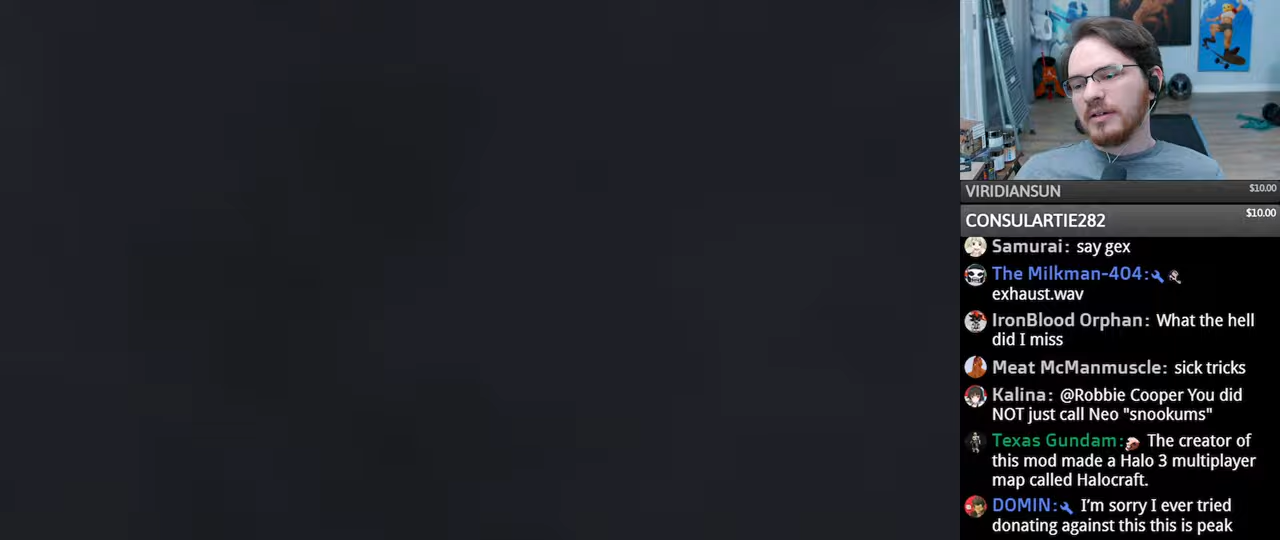 VIRIDIANSUN $10.00
CONSULARTIE282 $10.00
Samurai: say gex
The Milkman-404:
exhaust.wav
IronBlood Orphan: What the hell
did I miss
Meat McManmuscle: sick tricks
Kalina: @Robbie Cooper You did
NOT just call Neo "snookums"
Texas Gundam: The creator of
this mod made a Halo 3 multiplayer
map called Halocraft.
DOMIN: I'm sorry I ever tried
donating against this this is peak